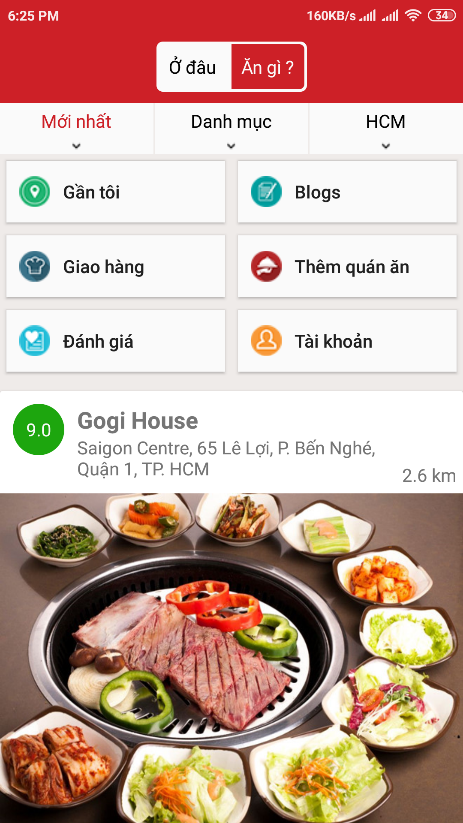 6:25 PM
160KB/s
34
Ở đâu
Ăn gì ?
Mới nhất
Danh mục
HCM
Gần tôi
Blogs
Giao hàng
Thêm quán ăn
Đánh giá
Tài khoản
9.0
Gogi House
Saigon Centre, 65 Lê Lợi, P. Bến Nghé,
Quận 1, TP. HCM
2.6 km